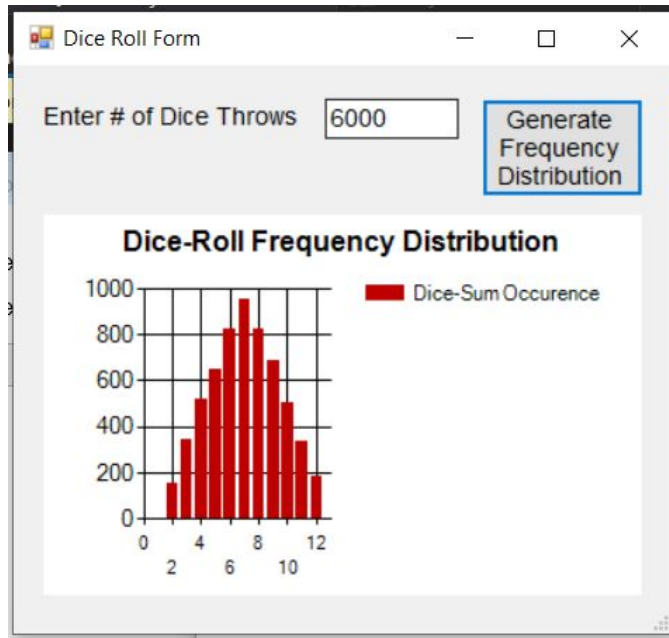 Dice Roll Form
Enter # of Dice Throws 6000
Generate
Frequency
Distribution
Dice-Roll Frequency Distribution
Dice-Sum Occurence
1000
800
600
400
200
0
0 4 8 12
2 6 10